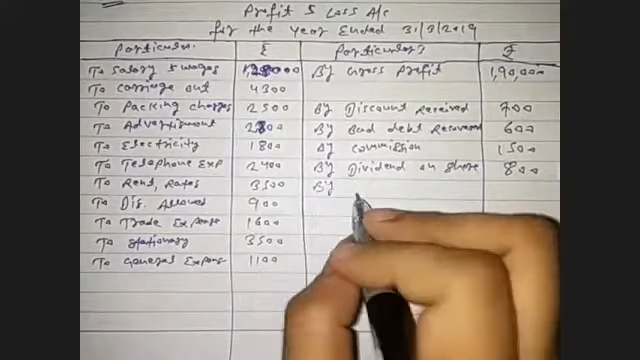 Profit & Loss A/c
for the Year Ended 31/3/2019
Particulars ₹ Particulars ₹
To Salary & wages By Gross Profit 1,90,000
To Carriage out 4300
To Packing charges 2500 By Discount Received 700
To Advertisment By Bad debt Recovered 600
To Electricity 1800 By Commission 1500
To Telephone Exp 2400 By Dividend on Share 800
To Rent, Rates 3500 By
To Dis. Allowed 900
To Trade Expense 1600
To Stationary 3500
To General Expens 1100